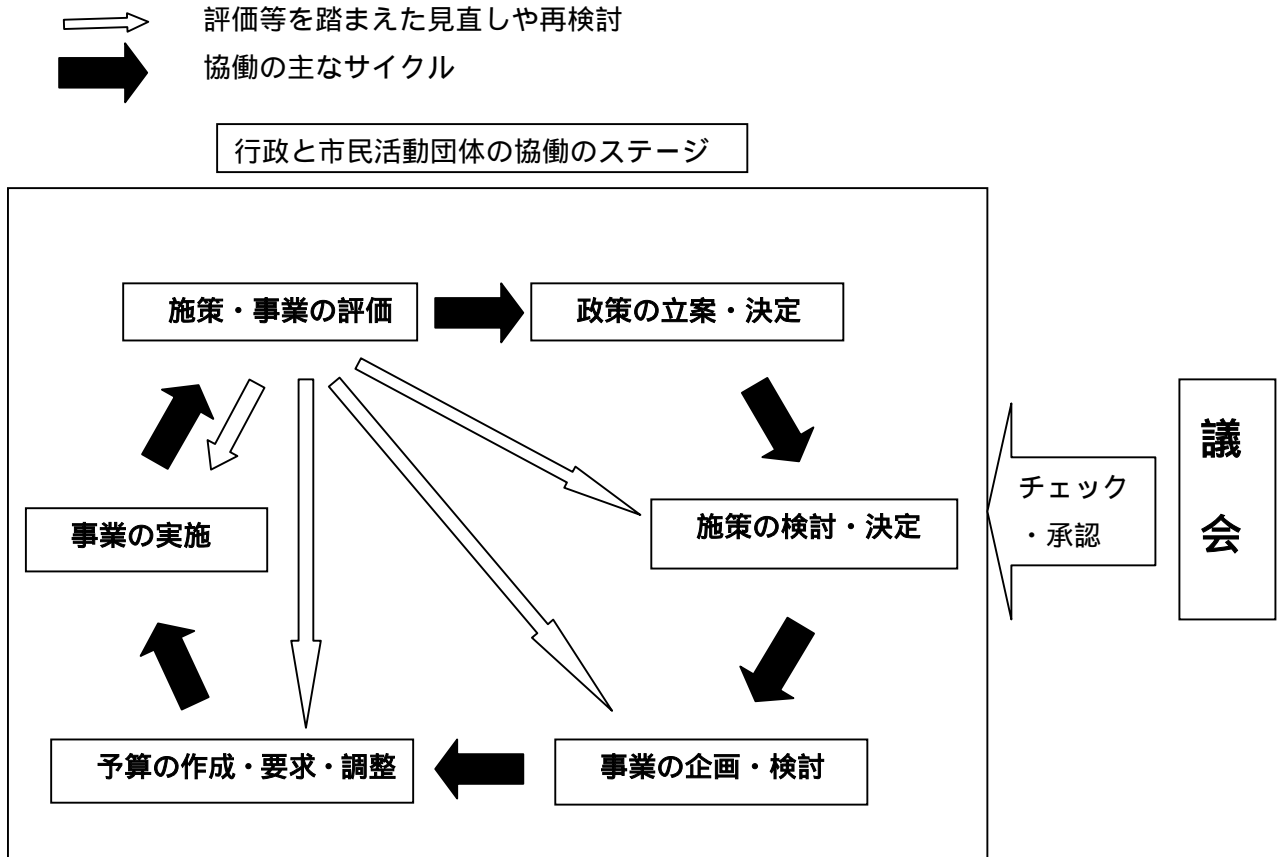 評価等を踏まえた見直しや再検討
協働の主なサイクル
行政と市民活動団体の協働のステージ
施策・事業の評価
政策の立案・決定
施策の検討・決定
事業の実施
予算の作成・要求・調整
事業の企画・検討
チェック
・承認
議
会